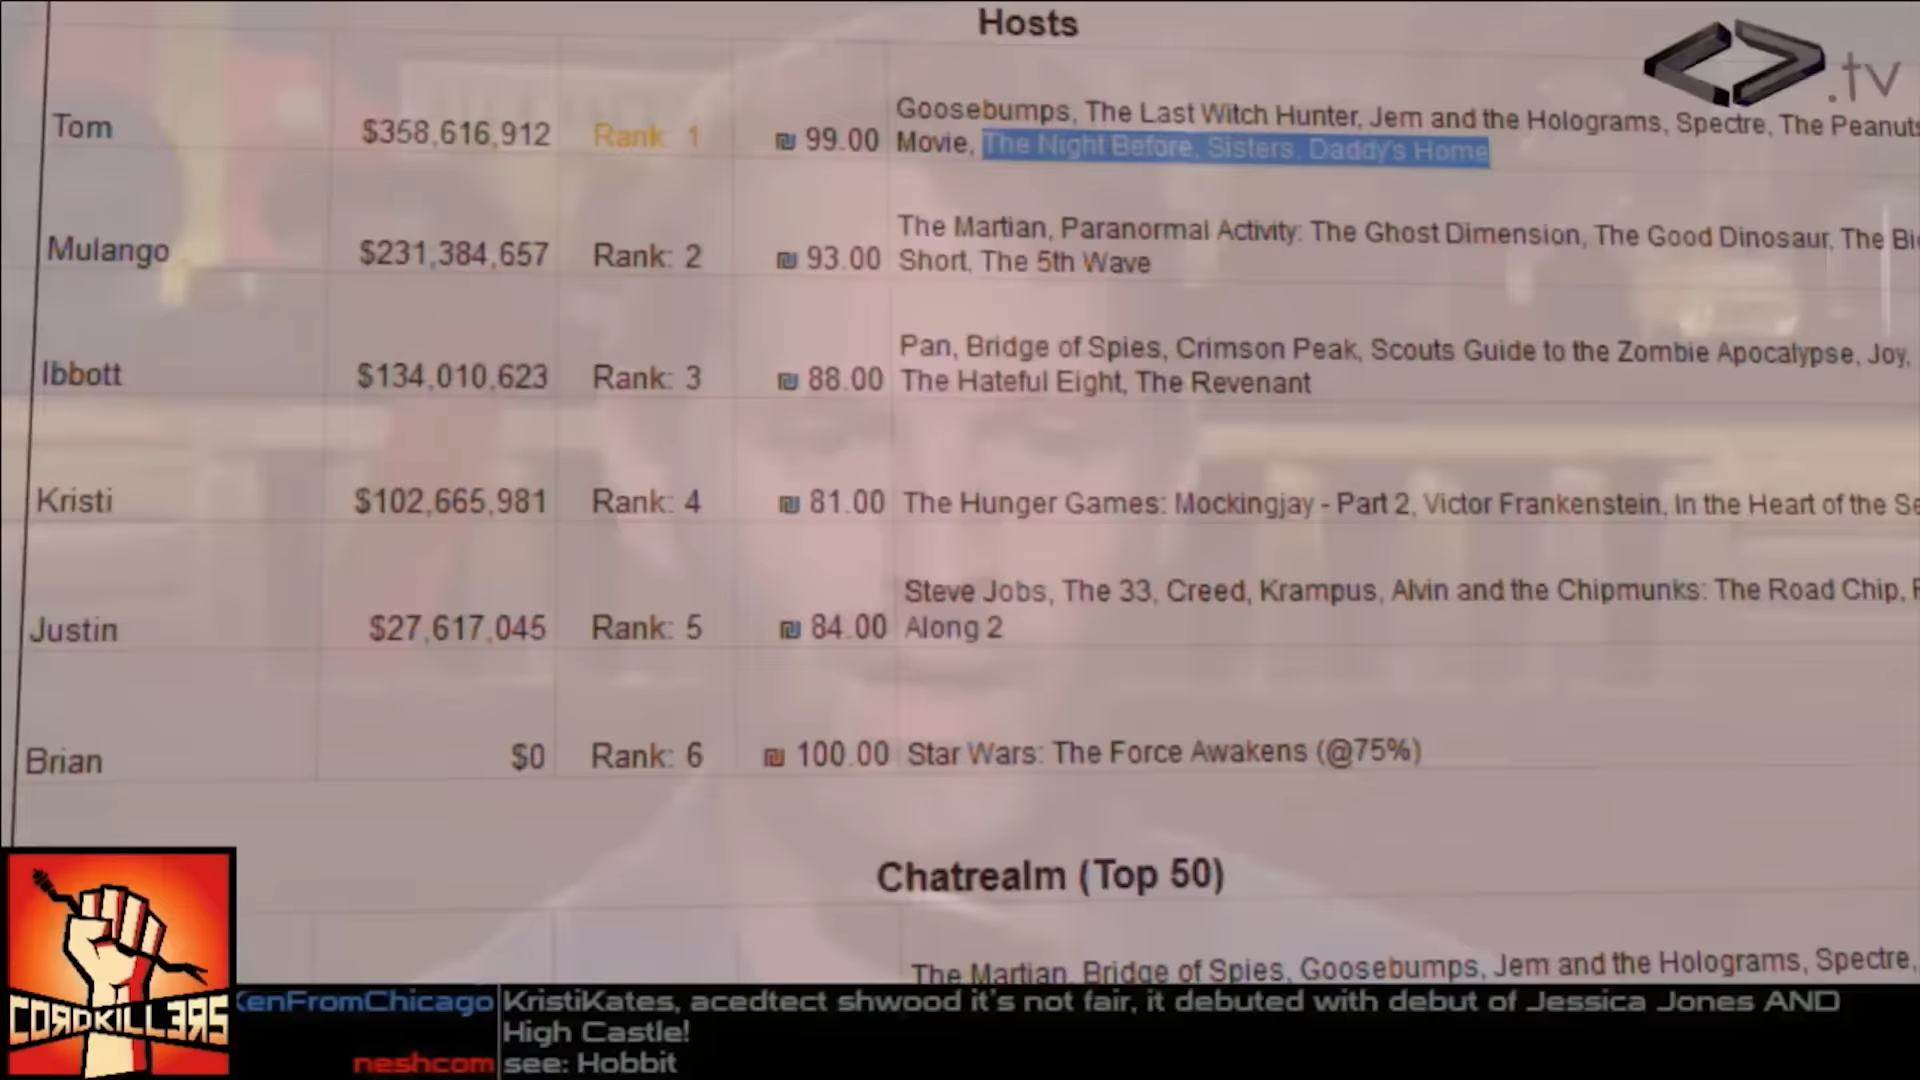 Hosts
.tv
Tom $358,616,912 Rank: 1 ₪ 99.00 Goosebumps, The Last Witch Hunter, Jem and the Holograms, Spectre, The Peanuts
Movie, The Night Before, Sisters, Daddy's Home
Mulango $231,384,657 Rank: 2 ₪ 93.00 The Martian, Paranormal Activity: The Ghost Dimension, The Good Dinosaur, The Bi
Short, The 5th Wave
Ibbott $134,010,623 Rank: 3 ₪ 88.00 Pan, Bridge of Spies, Crimson Peak, Scouts Guide to the Zombie Apocalypse, Joy,
The Hateful Eight, The Revenant
Kristi $102,665,981 Rank: 4 ₪ 81.00 The Hunger Games: Mockingjay - Part 2, Victor Frankenstein, In the Heart of the Se
Justin $27,617,045 Rank: 5 ₪ 84.00 Steve Jobs, The 33, Creed, Krampus, Alvin and the Chipmunks: The Road Chip,
Along 2
Brian $0 Rank: 6 ₪ 100.00 Star Wars: The Force Awakens (@75%)
Chatrealm (Top 50)
The Martian, Bridge of Spies, Goosebumps, Jem and the Holograms, Spectre,
CORDKILLERS
KenFromChicago KristiKates, acedtect shwood it's not fair, it debuted with debut of Jessica Jones AND
High Castle!
neshcom see: Hobbit